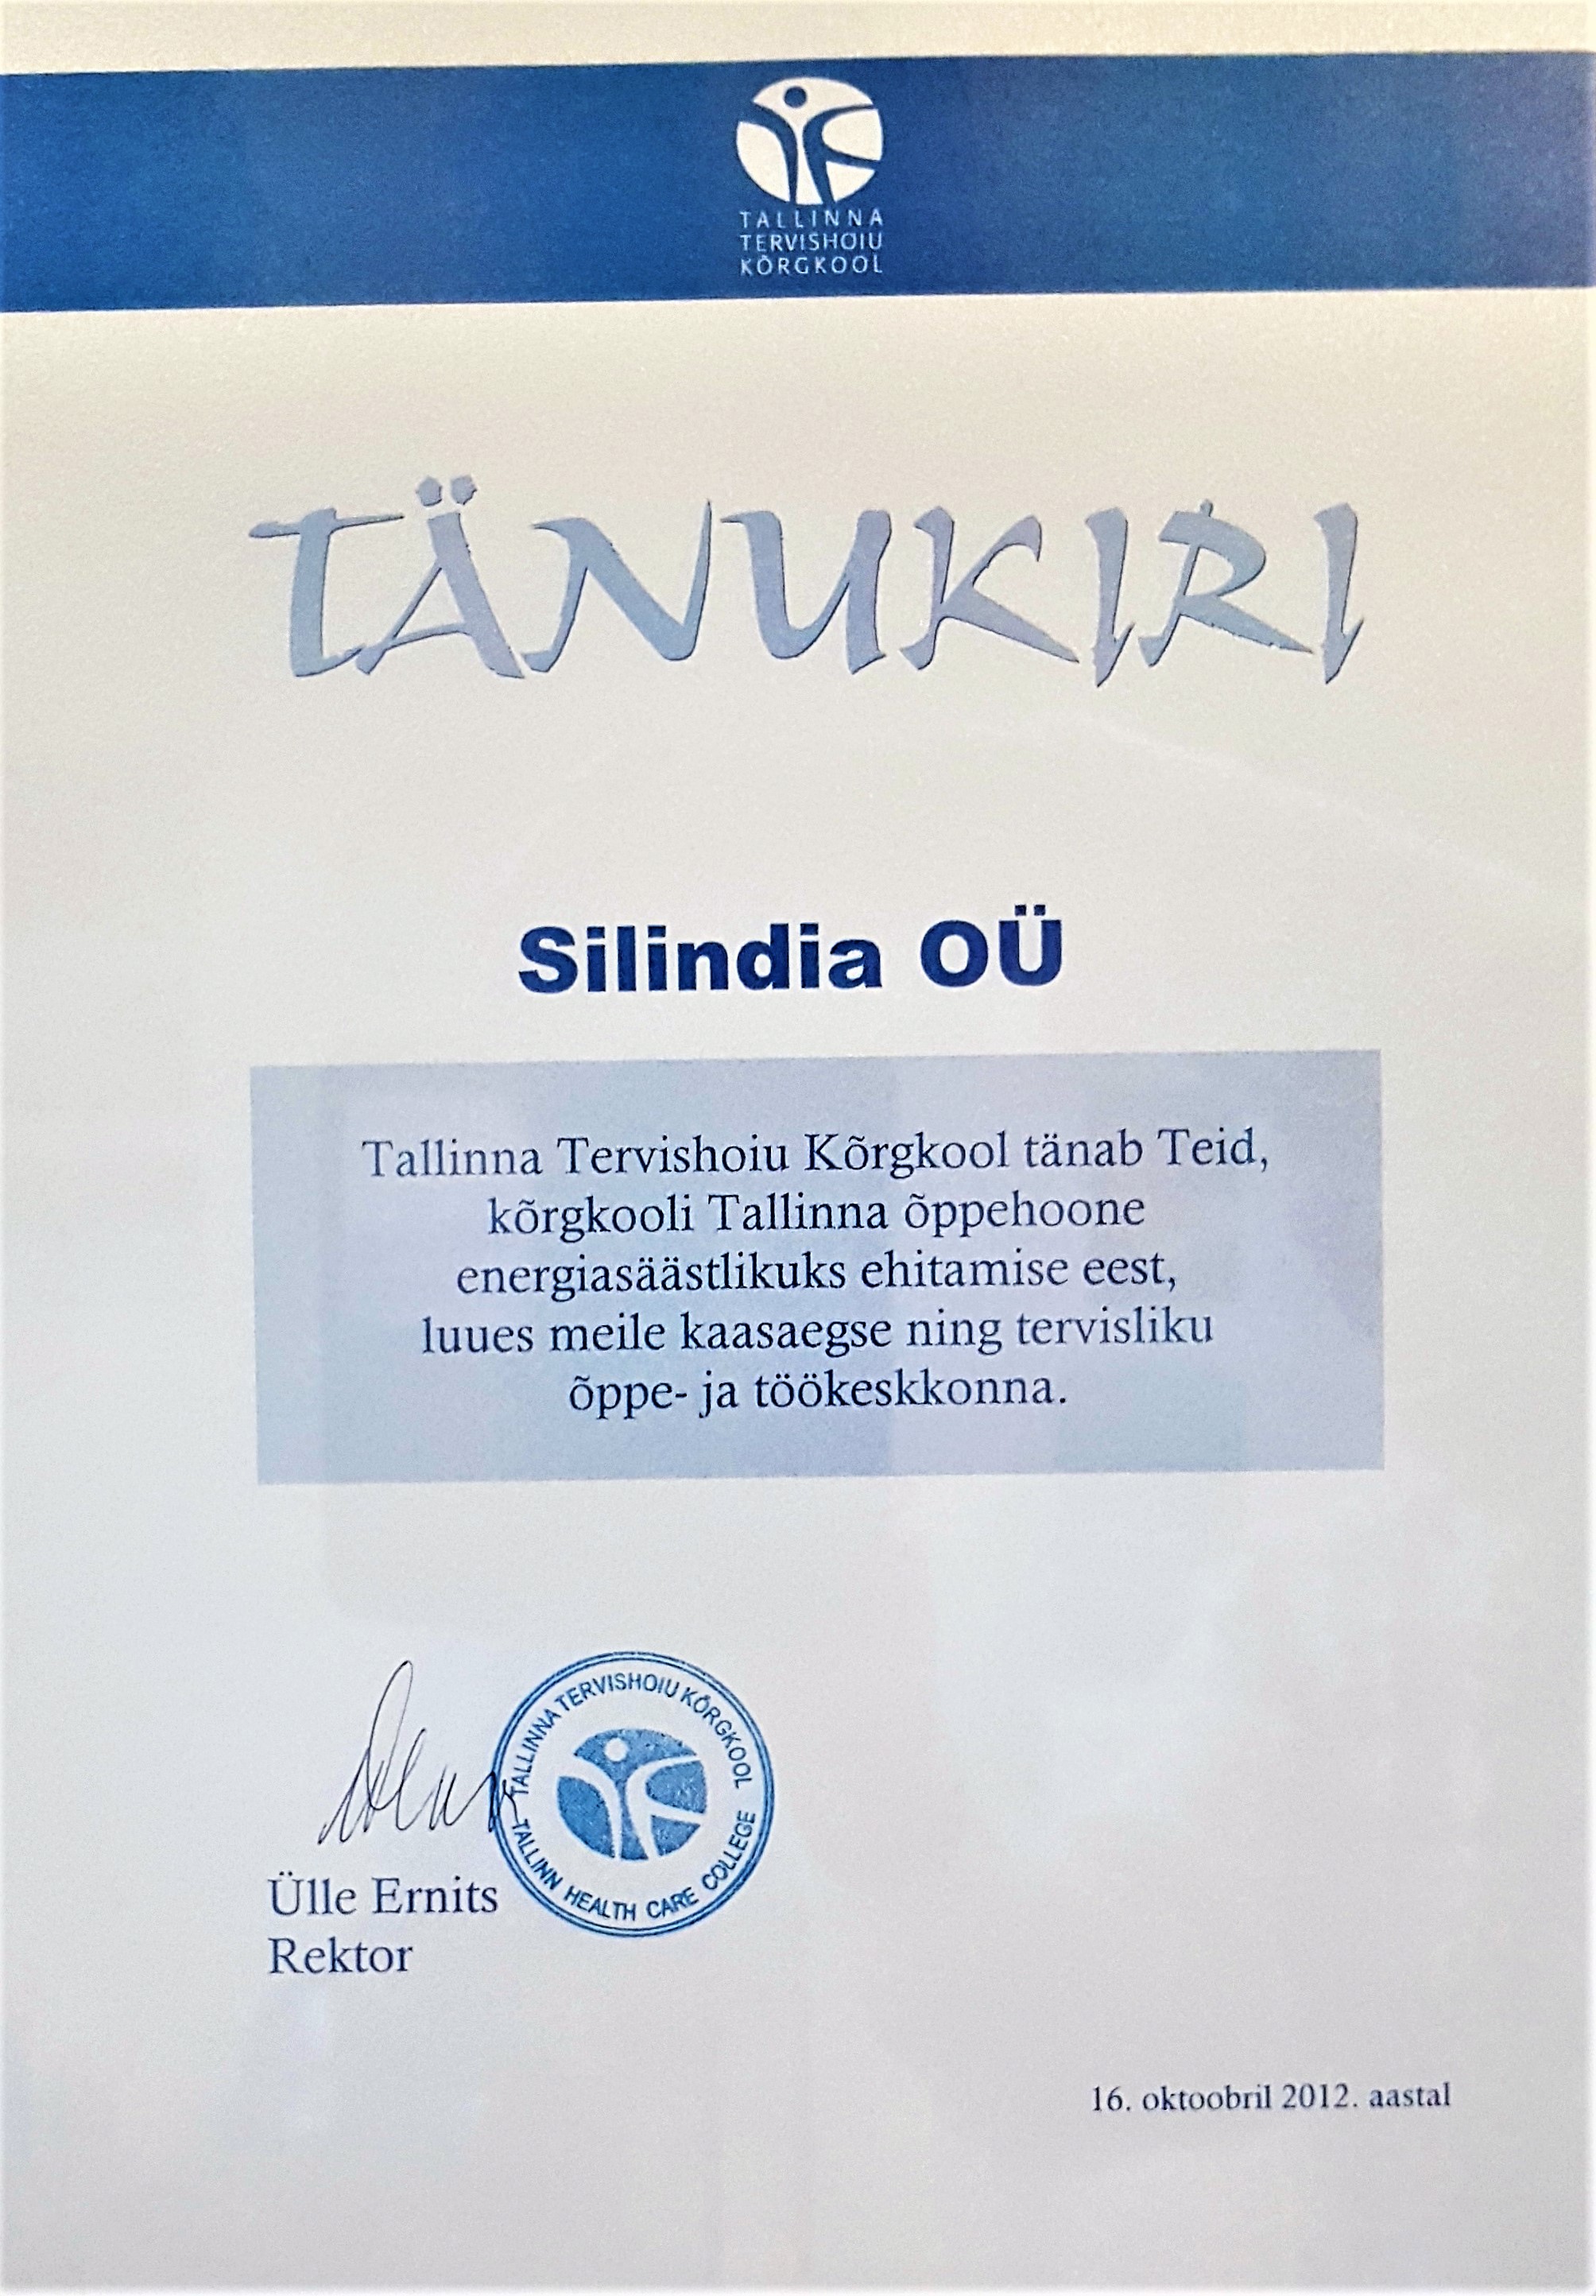 TALLINNA
TERVISHOIU
KÕRGKOOL
TÄNUKIRI
Silindia OÜ
Tallinna Tervishoiu Kõrgkool tänab Teid,
kõrgkooli Tallinna õppehoone
energiasäästlikuks ehitamise eest,
luues meile kaasaegse ning tervisliku
õppe- ja töökeskkonna.
TALLINNA TERVISHOIU KÕRGKOOL
TALLINN HEALTH CARE COLLEGE
Ülle Ernits
Rektor
16. oktoobril 2012. aastal